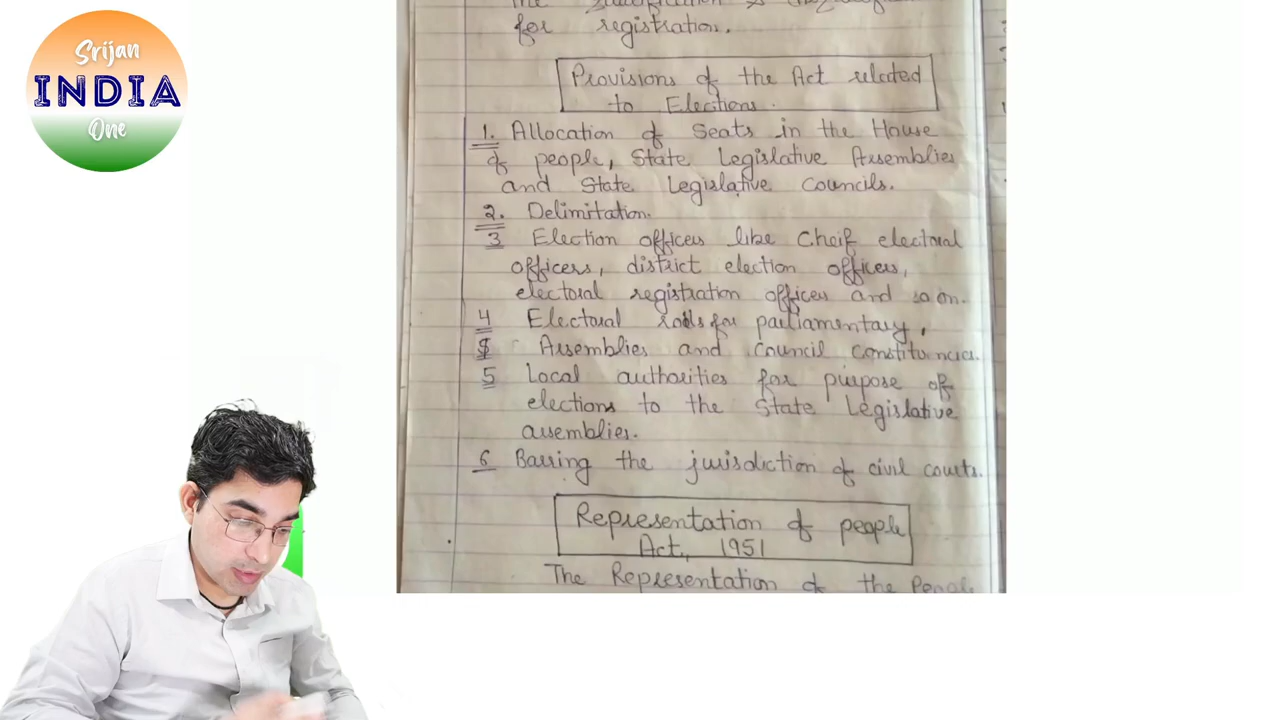 Srijan
INDIA
One
for registration.
Provisions of the Act related
to Elections.
1. Allocation of Seats in the House
of people, State Legislative Assemblies
and State Legislative Councils.
2. Delimitation.
3 Election officers like Cheif electoral
officers, district election officers,
electoral registration officers and so on.
4 Electoral rolls for parliamentary,
Assemblies and council constituencies.
5 Local authorities for purpose of
elections to the State Legislative
assemblies.
6 Barring the jurisdiction of civil courts.
Representation of people
Act, 1951
The Representation of the People